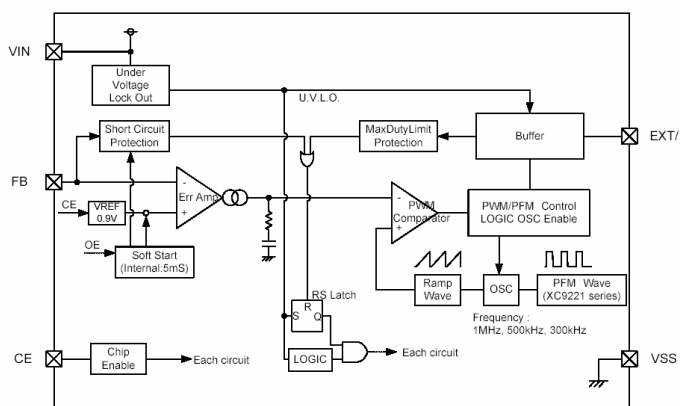 VIN
Under
Voltage
Lock Out
U.V.L.O.
Short Circuit
Protection
MaxDutyLimit
Protection
Buffer
EXT/
FB
-
Err Amp
+
CE
VREF
0.9V
-
PWM
Comparator
+
PWM/PFM Control
LOGIC OSC Enable
OE
Soft Start
(Internal:5mS)
Ramp
Wave
OSC
PFM Wave
(XC9221 series)
RS Latch
R
S
Q
Frequency :
1MHz, 500kHz, 300kHz
CE
Chip
Enable
Each circuit
LOGIC
Each circuit
VSS